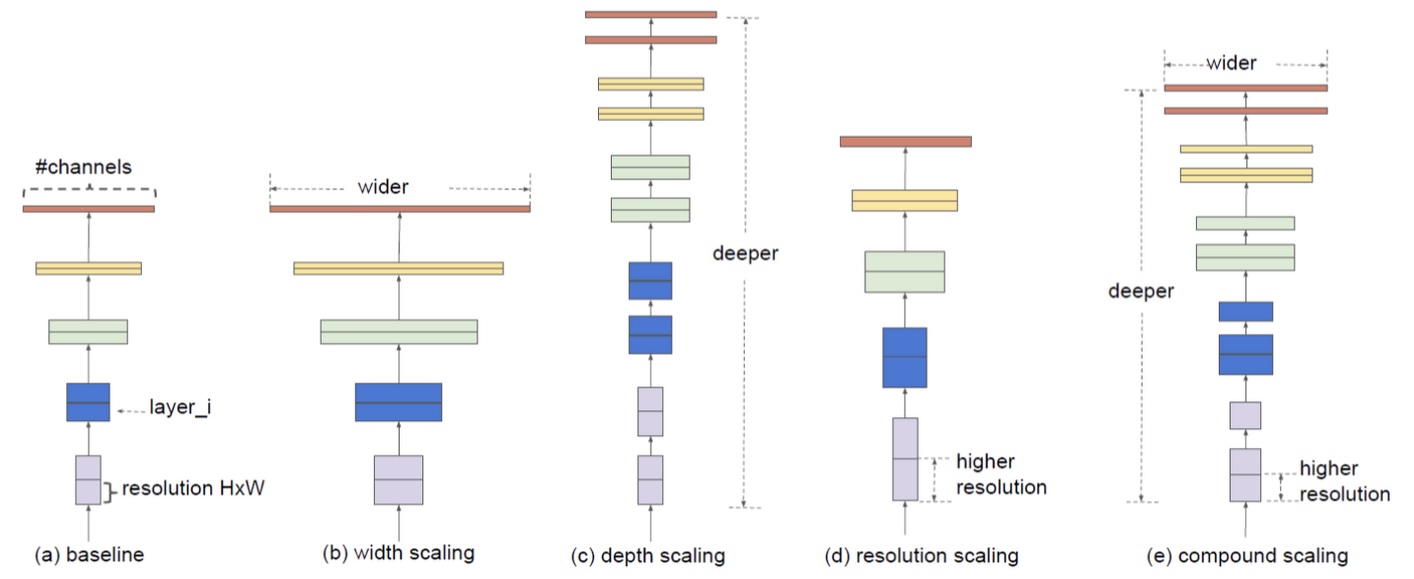 #channels
layer_i
resolution HxW
(a) baseline
wider
(b) width scaling
deeper
(c) depth scaling
higher
resolution
(d) resolution scaling
wider
deeper
higher
resolution
(e) compound scaling